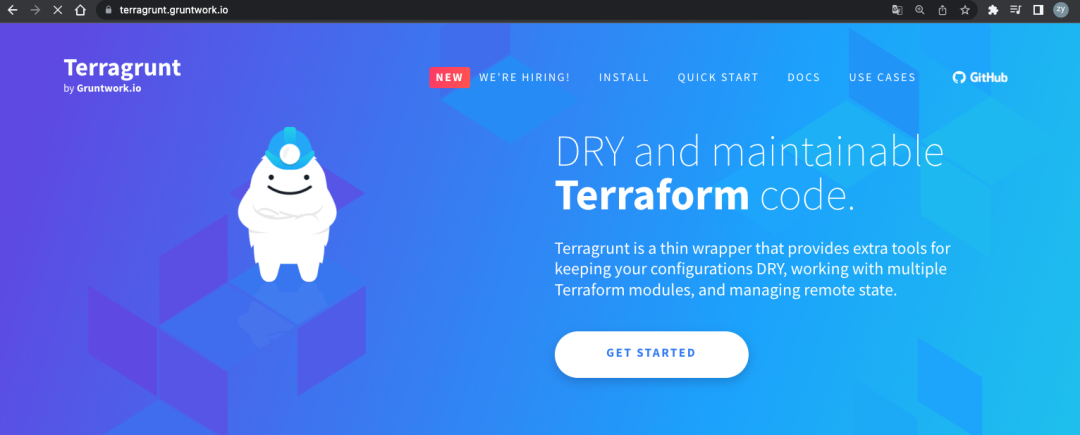 terragrunt.gruntwork.io
zy
Terragrunt
by Gruntwork.io
NEW WE'RE HIRING! INSTALL QUICK START DOCS USE CASES GitHub
DRY and maintainable
Terraform code.
Terragrunt is a thin wrapper that provides extra tools for
keeping your configurations DRY, working with multiple
Terraform modules, and managing remote state.
GET STARTED